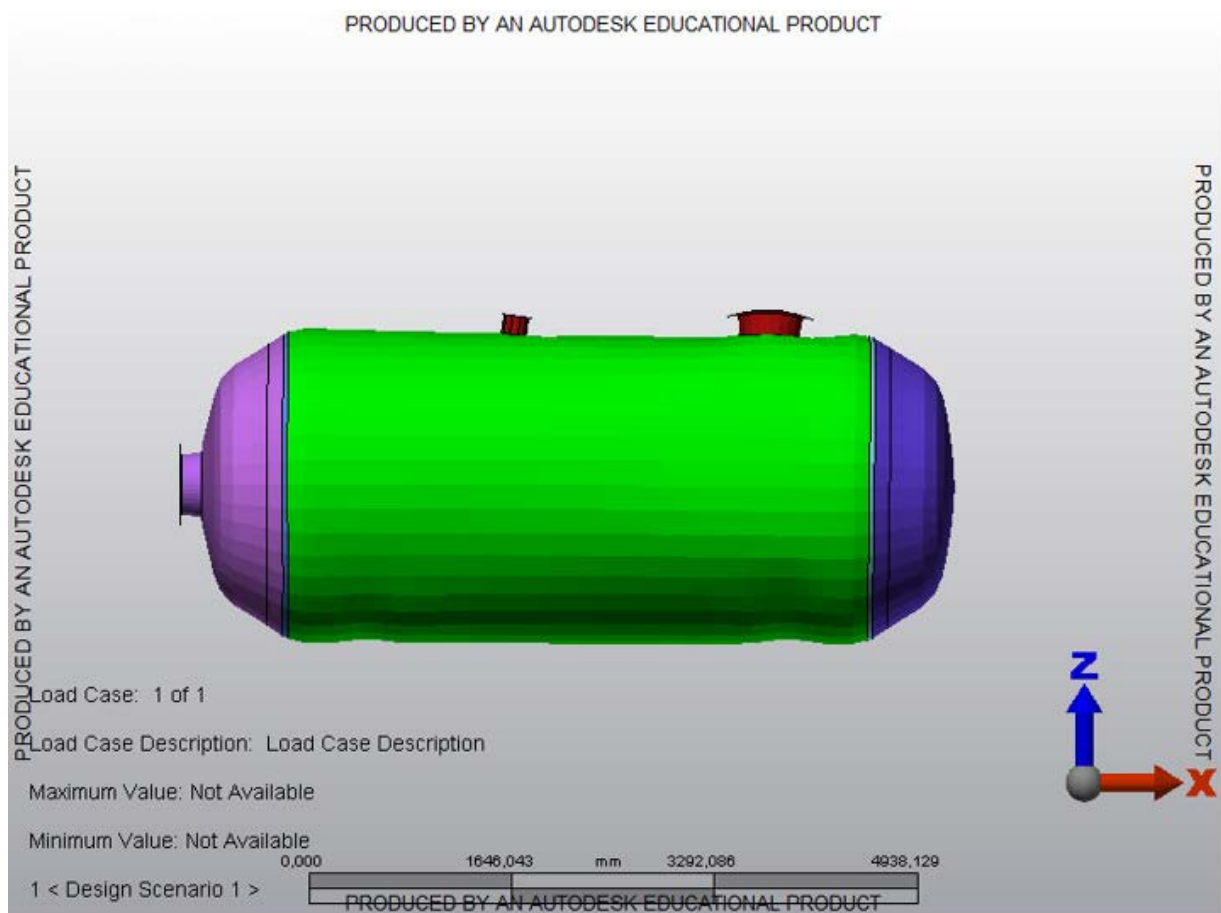 PRODUCED BY AN AUTODESK EDUCATIONAL PRODUCT
PRODUCED BY AN AUTODESK EDUCATIONAL PRODUCT
PRODUCED BY AN AUTODESK EDUCATIONAL PRODUCT
Load Case: 1 of 1
Load Case Description: Load Case Description
Maximum Value: Not Available
Minimum Value: Not Available
0,000 1646,043 mm 3292,086 4938,129
1 < Design Scenario 1 >
PRODUCED BY AN AUTODESK EDUCATIONAL PRODUCT
Z
X